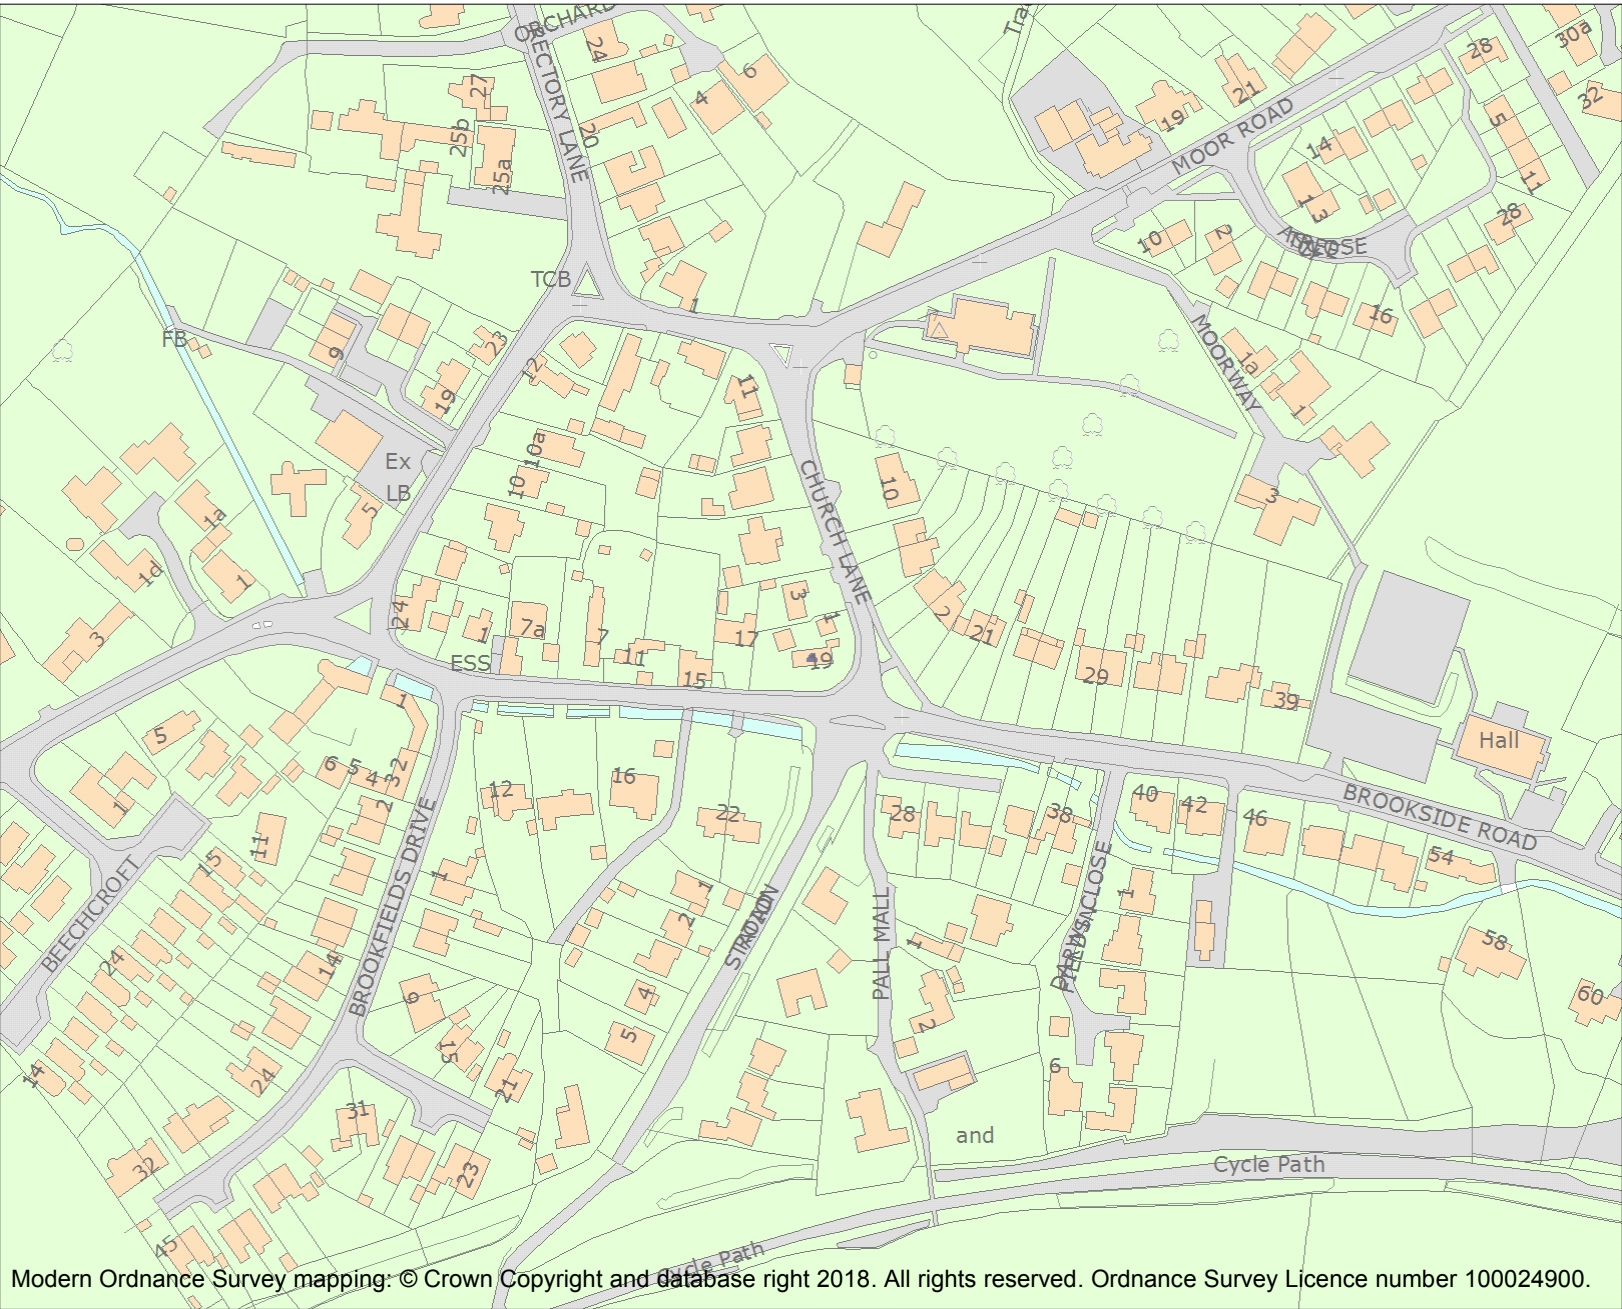 ORCHARD
RECTORY LANE
24
6
4
27
25b
25a
20
TCB
1
FB
9
23
19
12
11
10a
10
Ex
LB
5
1a
1d
1
3
24
1
7a
7
11
15
17
3
1
19
ESS
CHURCH LANE
10
2
21
29
39
MOOR ROAD
19
21
28
30a
32
5
11
14
13
28
10
2
16
MOORWAY
1a
1
3
Hall
BROOKSIDE ROAD
5
1
1
6 5 4 3 2
2
11
15
BEECHCROFT
24
14
14
BROOKFIELDS DRIVE
12
16
22
1
1
2
4
5
9
15
21
24
31
32
23
45
STATION
ROAD
PALL MALL
28
38
40
42
46
54
58
60
1
2
1
6
CLOSE
and
Cycle Path
Cycle Path
Modern Ordnance Survey mapping: © Crown Copyright and database right 2018. All rights reserved. Ordnance Survey Licence number 100024900.